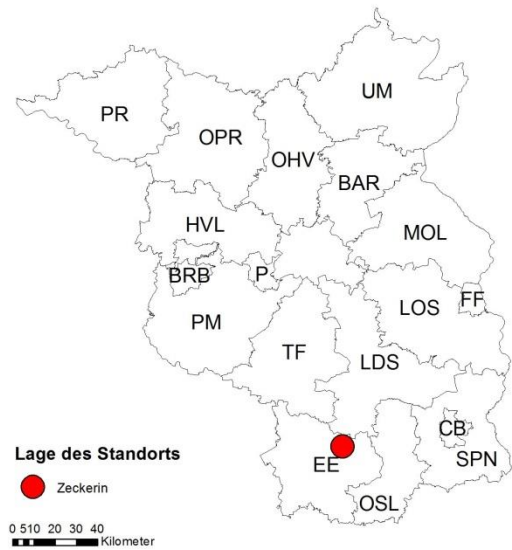 UM
PR
OPR
OHV
BAR
HVL
MOL
BRB
P
FF
LOS
PM
TF
LDS
CB
EE
SPN
OSL
Lage des Standorts
Zeckerin
0 510 20 30 40
Kilometer